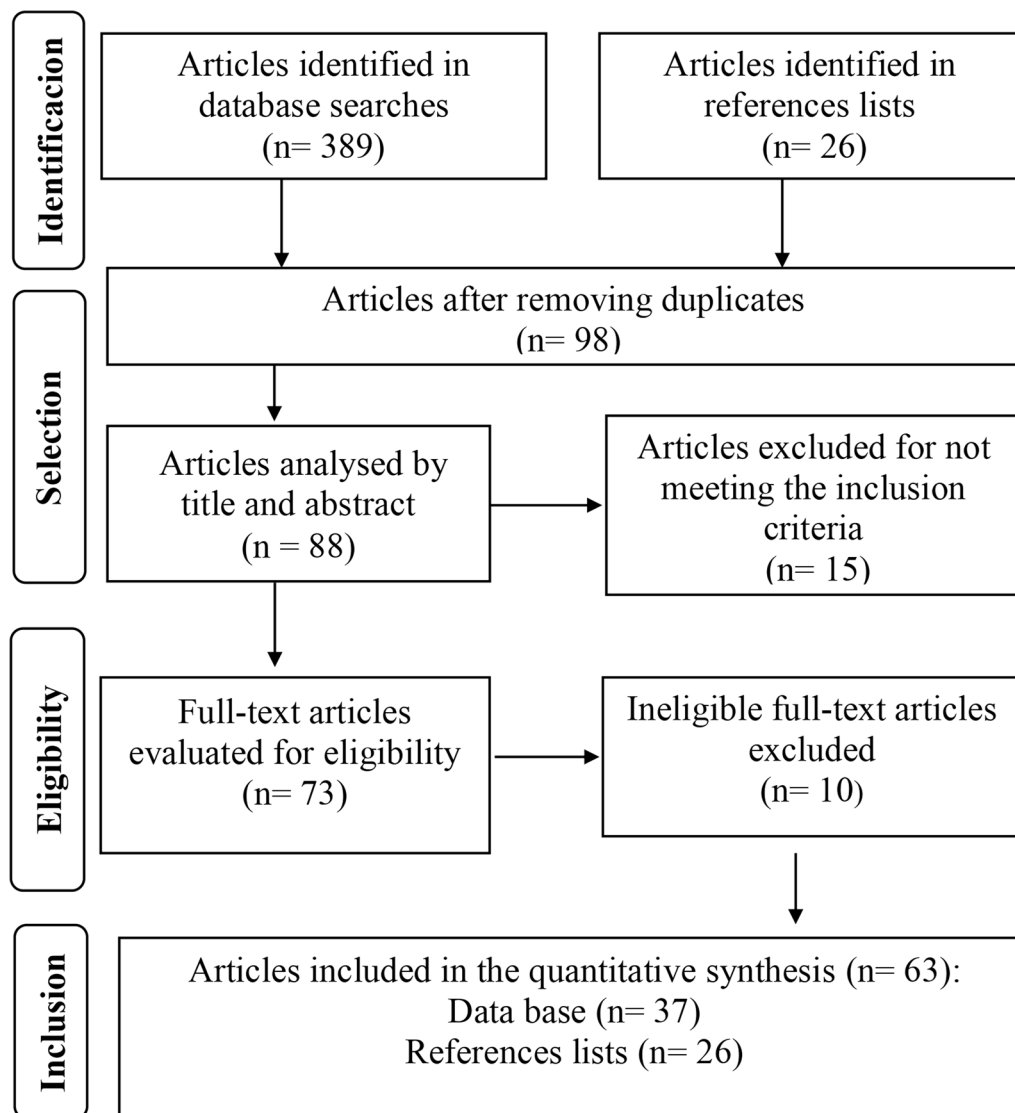 Identificacion
Articles identified in
database searches
(n= 389)
Articles identified in
references lists
(n= 26)
Selection
Articles after removing duplicates
(n= 98)
Articles analysed by
title and abstract
(n = 88)
Articles excluded for not
meeting the inclusion
criteria
(n= 15)
Eligibility
Full-text articles
evaluated for eligibility
(n= 73)
Ineligible full-text articles
excluded
(n= 10)
Inclusion
Articles included in the quantitative synthesis (n= 63):
Data base (n= 37)
References lists (n= 26)